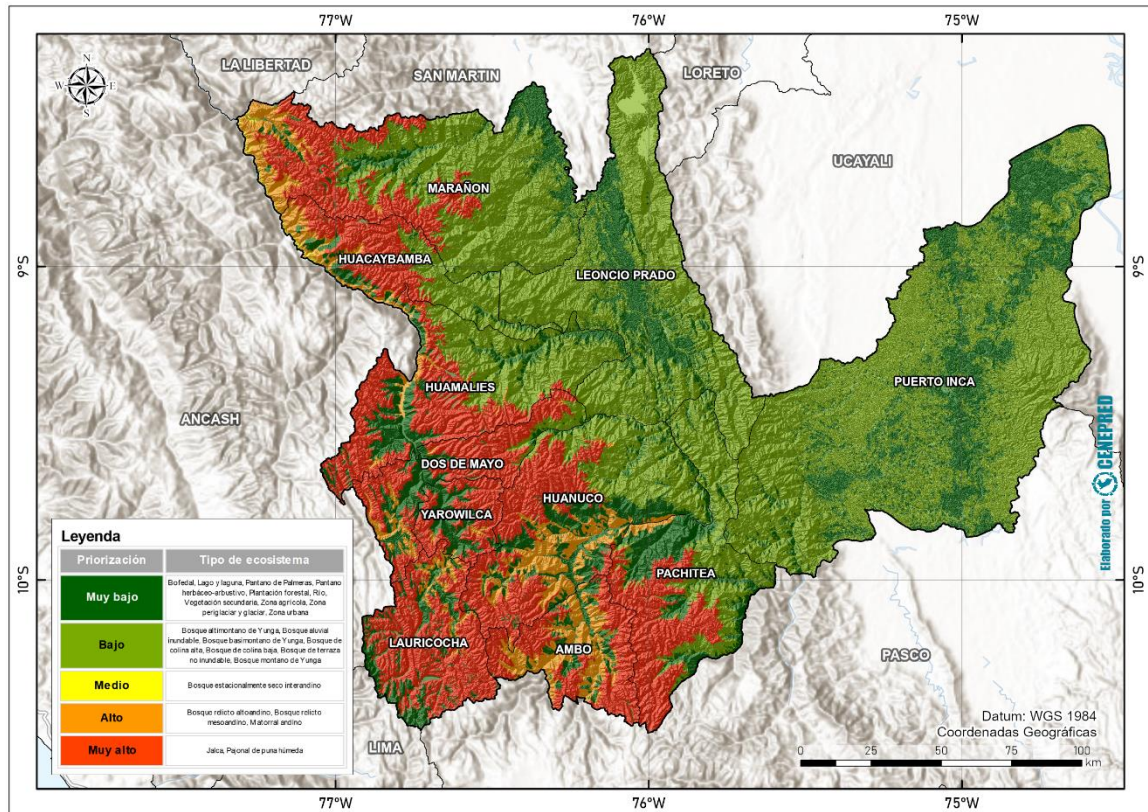 77°W
76°W
75°W
LA LIBERTAD
SAN MARTIN
LORETO
N
W
E
S
UCAYALI
MARAÑON
HUACAYBAMBA
9°S
9°S
LEONCIO PRADO
HUAMALIES
PUERTO INCA
ANCASH
DOS DE MAYO
HUANUCO
YAROWILCA
Elaborado por CENEPRED
PACHITEA
10°S
10°S
LAURICOCHA
AMBO
PASCO
LIMA
Leyenda
Priorización
Tipo de ecosistema
Muy bajo
Bofedal, Lago y laguna, Pantano de Palmeras, Pantano
herbáceo-arbustivo, Plantación forestal, Río,
Vegetación secundaria, Zona agrícola, Zona
periglaciar y glaciar, Zona urbana
Bajo
Bosque altimontano de Yunga, Bosque aluvial
inundable, Bosque basimontano de Yunga, Bosque de
colina alta, Bosque de colina baja, Bosque de terraza
no inundable, Bosque montano de Yunga
Medio
Bosque estacionalmente seco interandino
Alto
Bosque relicto altoandino, Bosque relicto
mesoandino, Matorral andino
Muy alto
Jalca, Pajonal de puna húmeda
Datum: WGS 1984
Coordenadas Geográficas
0 25 50 75 100
km
77°W
76°W
75°W